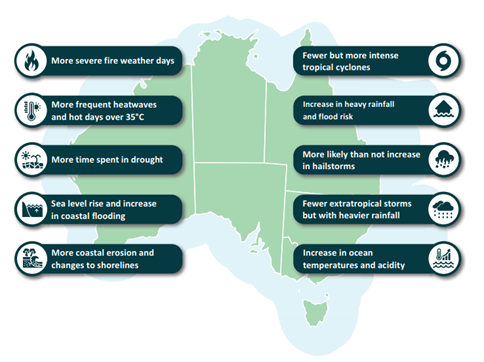 More severe fire weather days
More frequent heatwaves
and hot days over 35°C
More time spent in drought
Sea level rise and increase
in coastal flooding
More coastal erosion and
changes to shorelines
Fewer but more intense
tropical cyclones
Increase in heavy rainfall
and flood risk
More likely than not increase
in hailstorms
Fewer extratropical storms
but with heavier rainfall
Increase in ocean
temperatures and acidity